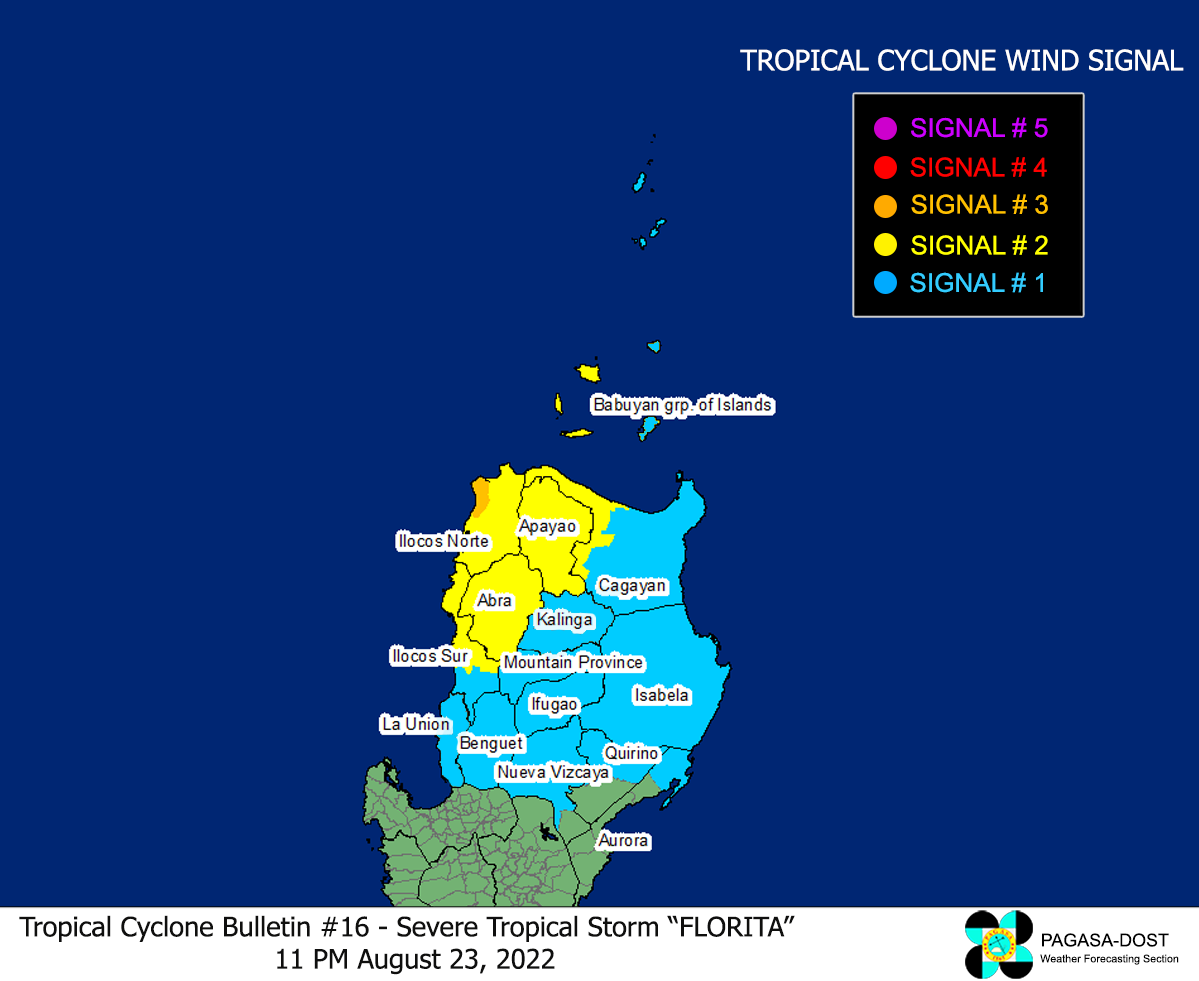 TROPICAL CYCLONE WIND SIGNAL
SIGNAL # 5
SIGNAL # 4
SIGNAL # 3
SIGNAL # 2
SIGNAL # 1
Babuyan grp. of Islands
Apayao
Ilocos Norte
Cagayan
Abra
Kalinga
Ilocos Sur
Mountain Province
Isabela
Ifugao
La Union
Benguet
Quirino
Nueva Vizcaya
Aurora
Tropical Cyclone Bulletin #16 - Severe Tropical Storm “FLORITA”
11 PM August 23, 2022
PAGASA-DOST
Weather Forecasting Section